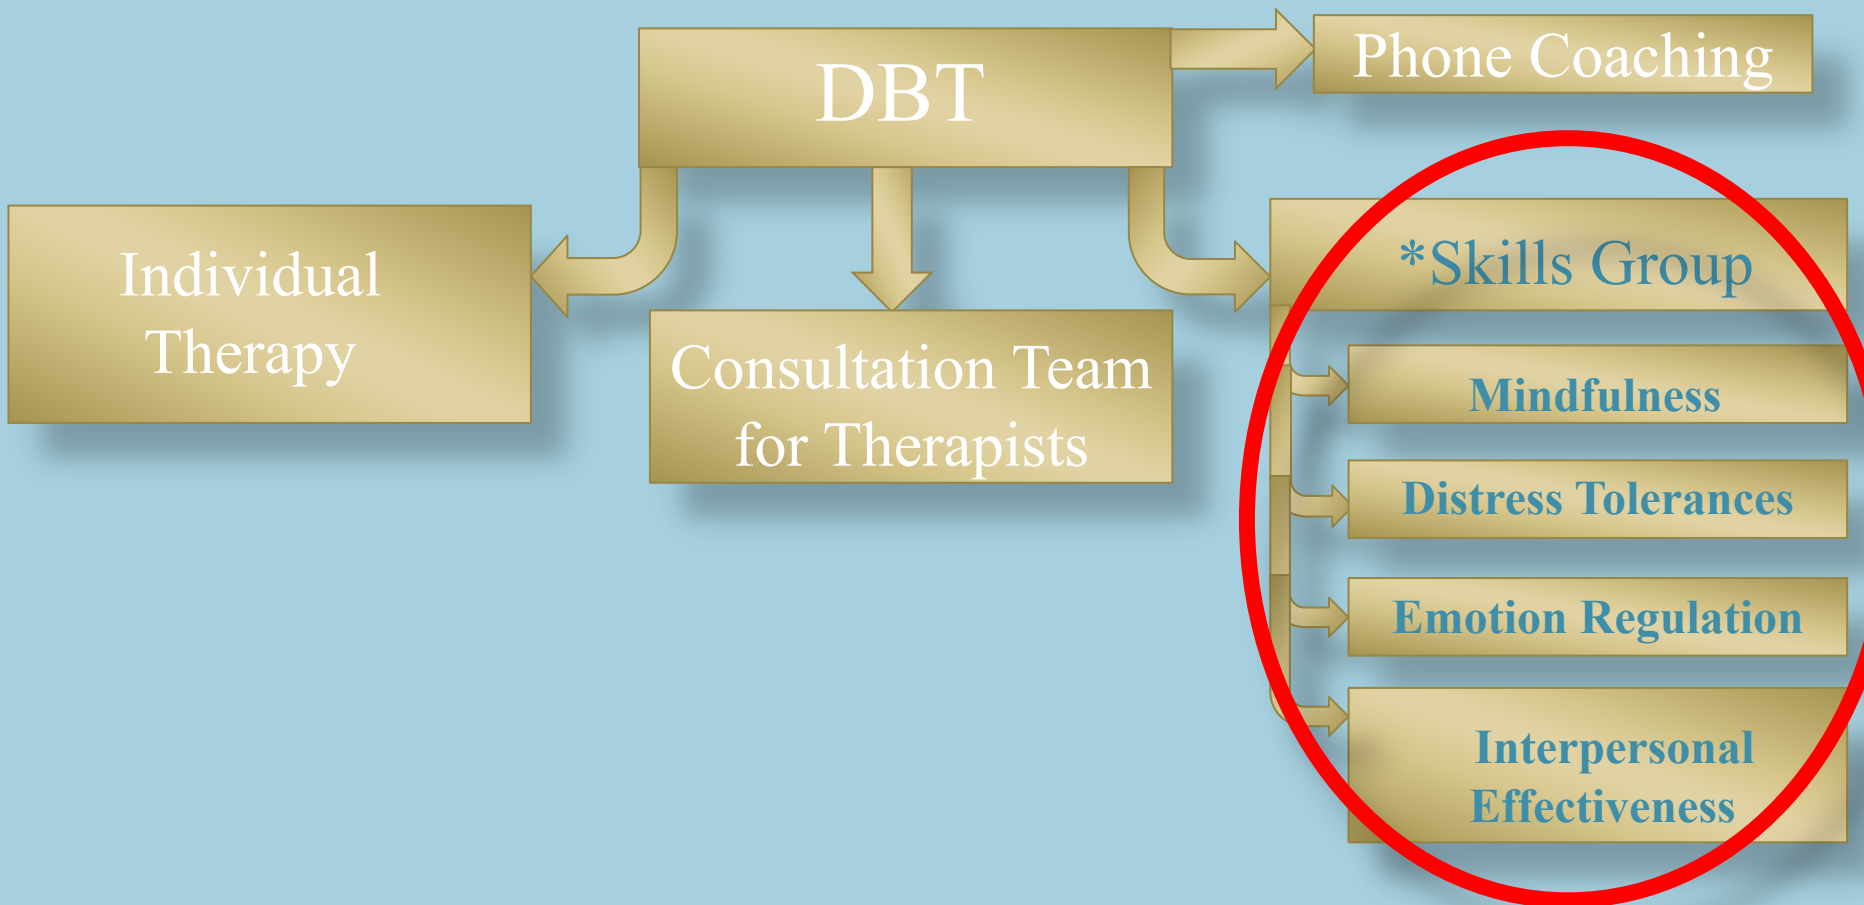 DBT
Phone Coaching
Individual
Therapy
Consultation Team
for Therapists
*Skills Group
Mindfulness
Distress Tolerances
Emotion Regulation
Interpersonal
Effectiveness